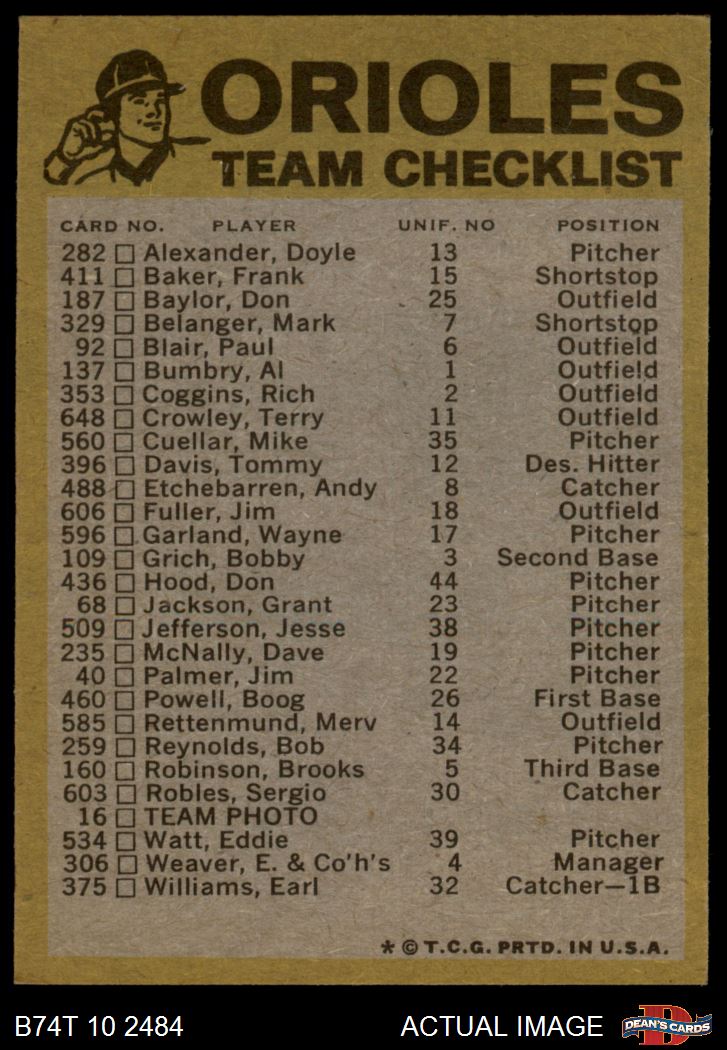 ORIOLES
TEAM CHECKLIST
CARD NO. PLAYER UNIF. NO POSITION
282 Alexander, Doyle 13 Pitcher
411 Baker, Frank 15 Shortstop
187 Baylor, Don 25 Outfield
329 Belanger, Mark 7 Shortstop
92 Blair, Paul 6 Outfield
137 Bumbry, Al 1 Outfield
353 Coggins, Rich 2 Outfield
648 Crowley, Terry 11 Outfield
560 Cuellar, Mike 35 Pitcher
396 Davis, Tommy 12 Des. Hitter
488 Etchebarren, Andy 8 Catcher
606 Fuller, Jim 18 Outfield
596 Garland, Wayne 17 Pitcher
109 Grich, Bobby 3 Second Base
436 Hood, Don 44 Pitcher
68 Jackson, Grant 23 Pitcher
509 Jefferson, Jesse 38 Pitcher
235 McNally, Dave 19 Pitcher
40 Palmer, Jim 22 Pitcher
460 Powell, Boog 26 First Base
585 Rettenmund, Merv 14 Outfield
259 Reynolds, Bob 34 Pitcher
160 Robinson, Brooks 5 Third Base
603 Robles, Sergio 30 Catcher
16 TEAM PHOTO
534 Watt, Eddie 39 Pitcher
306 Weaver, E. & Co'h's 4 Manager
375 Williams, Earl 32 Catcher—1B
* © T.C.G. PRTD. IN U.S.A.
B74T 10 2484 ACTUAL IMAGE D DEAN'S CARDS